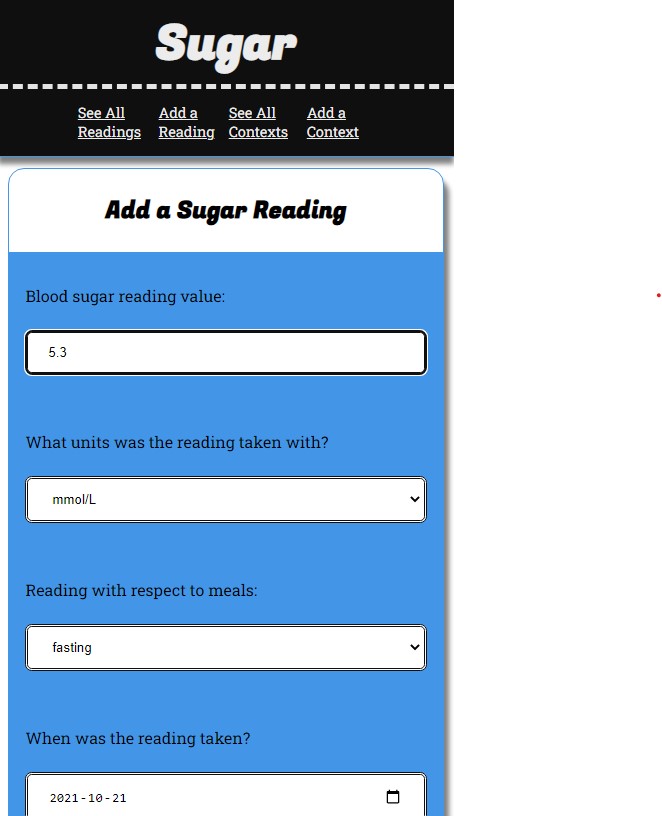 Sugar
See All Add a See All Add a
Readings Reading Contexts Context
Add a Sugar Reading
Blood sugar reading value:
5.3
What units was the reading taken with?
mmol/L
Reading with respect to meals:
fasting
When was the reading taken?
2021-10-21